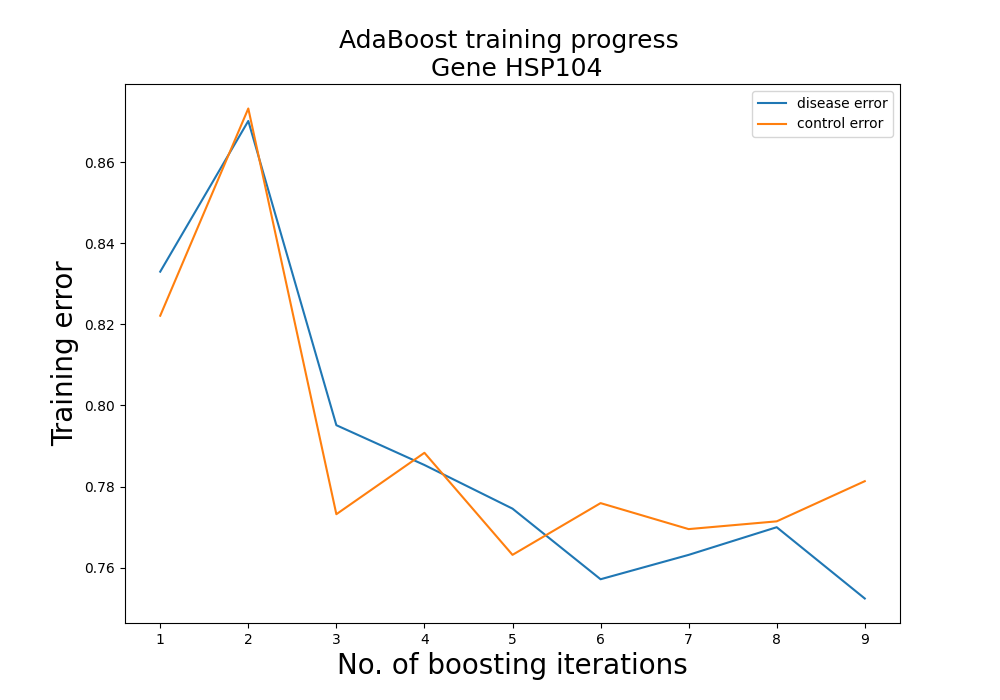 AdaBoost training progress
Gene HSP104
disease error
control error
0.86
0.84
0.82
0.80
0.78
0.76
Training error
1 2 3 4 5 6 7 8 9
No. of boosting iterations